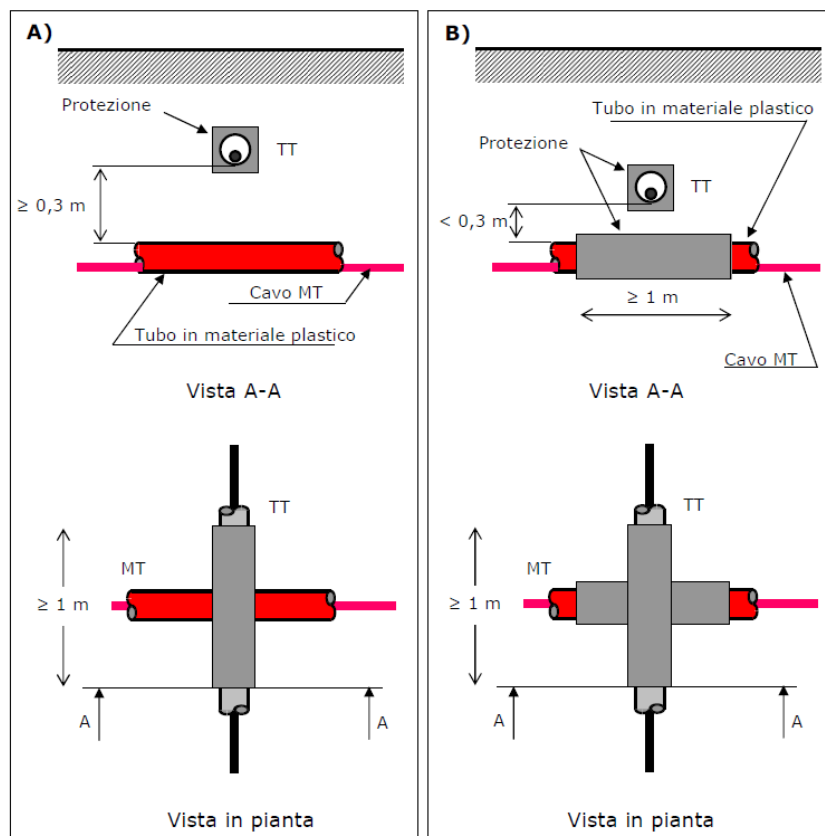 A)
Protezione
TT
≥ 0,3 m
Cavo MT
Tubo in materiale plastico
Vista A-A
TT
MT
≥ 1 m
A
A
Vista in pianta
B)
Tubo in materiale plastico
Protezione
TT
< 0,3 m
≥ 1 m
Cavo MT
Vista A-A
TT
MT
≥ 1 m
A
A
Vista in pianta